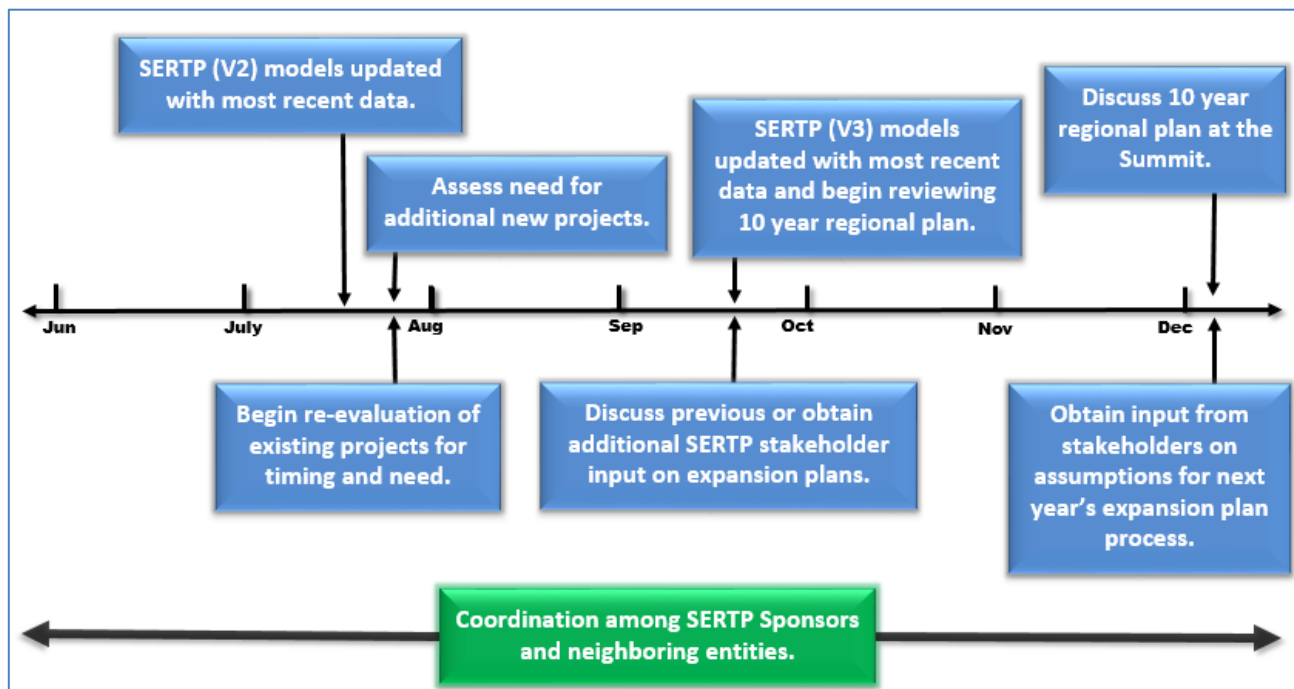 SERTP (V2) models updated
with most recent data.
Assess need for
additional new projects.
SERTP (V3) models
updated with most recent
data and begin reviewing
10 year regional plan.
Discuss 10 year
regional plan at the
Summit.
Jun
July
Aug
Sep
Oct
Nov
Dec
Begin re-evaluation of
existing projects for
timing and need.
Discuss previous or obtain
additional SERTP stakeholder
input on expansion plans.
Obtain input from
stakeholders on
assumptions for next
year’s expansion plan
process.
Coordination among SERTP Sponsors
and neighboring entities.